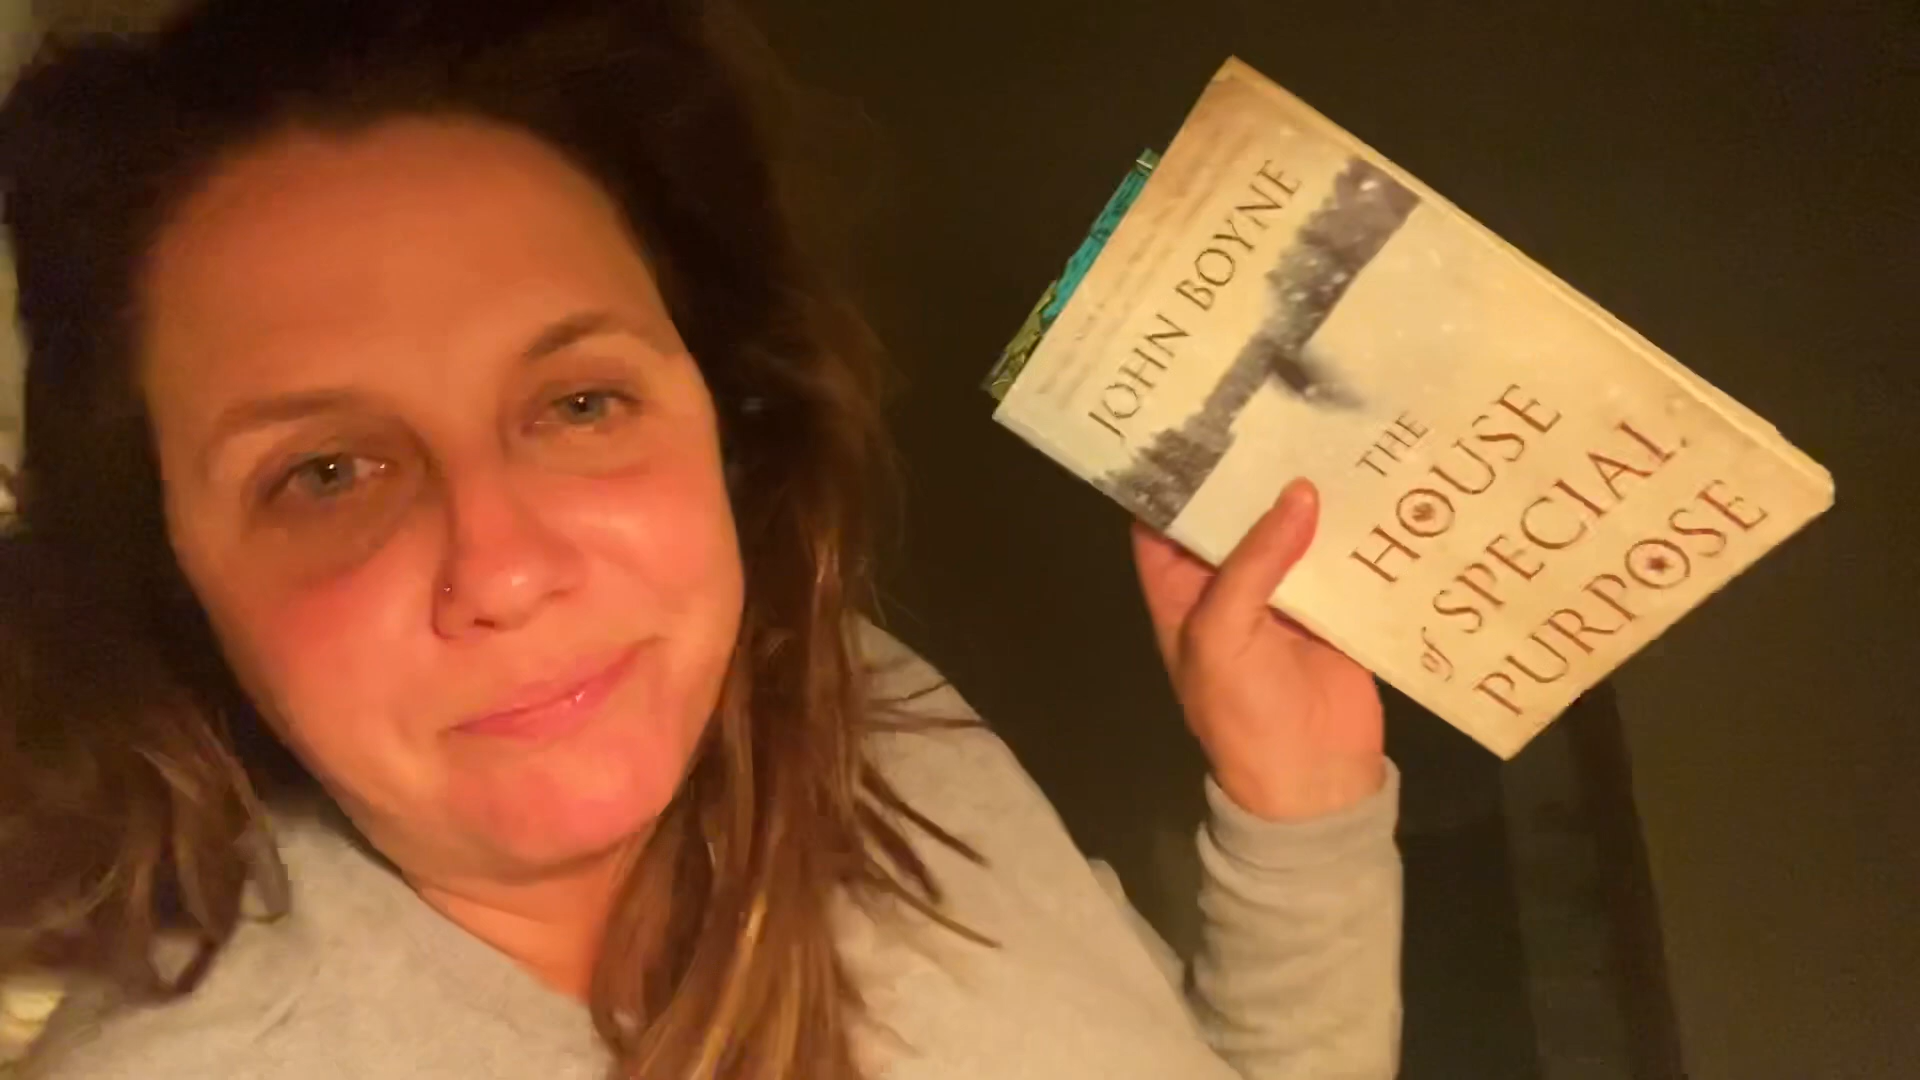 JOHN BOYNE
THE
HOUSE
of SPECIAL
PURPOSE